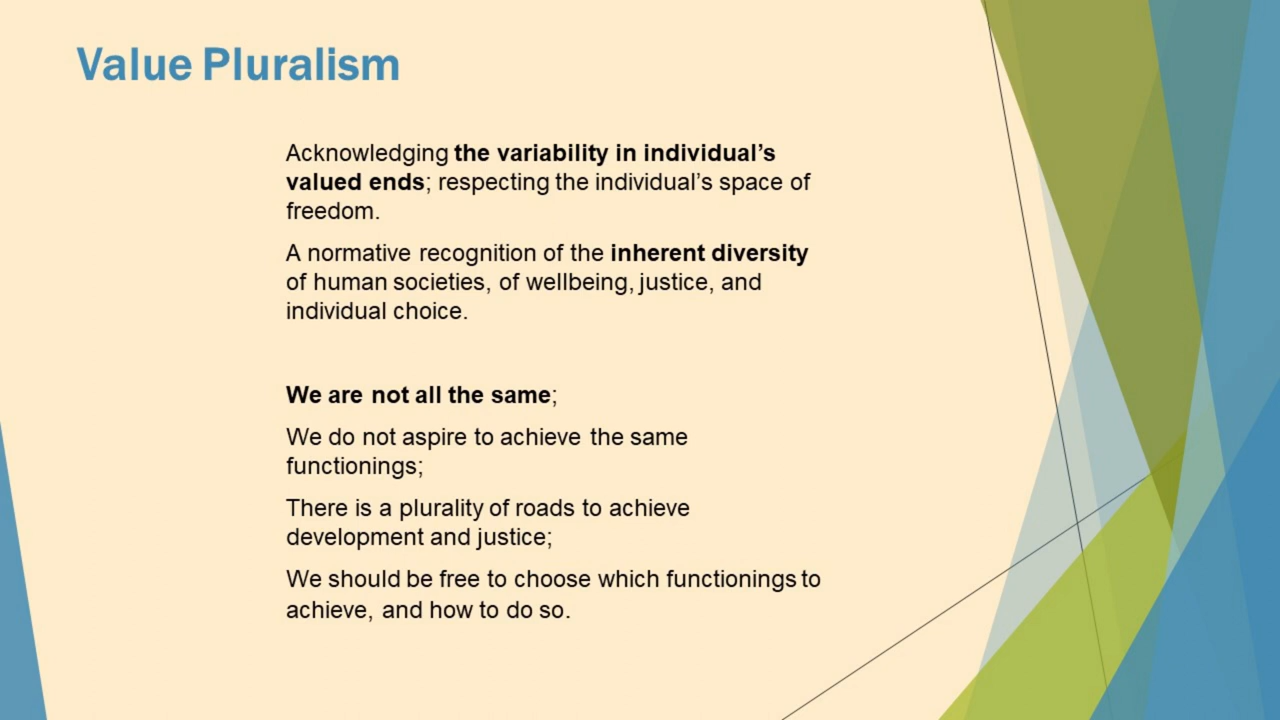 Value Pluralism
Acknowledging the variability in individual’s
valued ends; respecting the individual’s space of
freedom.
A normative recognition of the inherent diversity
of human societies, of wellbeing, justice, and
individual choice.
We are not all the same;
We do not aspire to achieve the same
functionings;
There is a plurality of roads to achieve
development and justice;
We should be free to choose which functionings to
achieve, and how to do so.